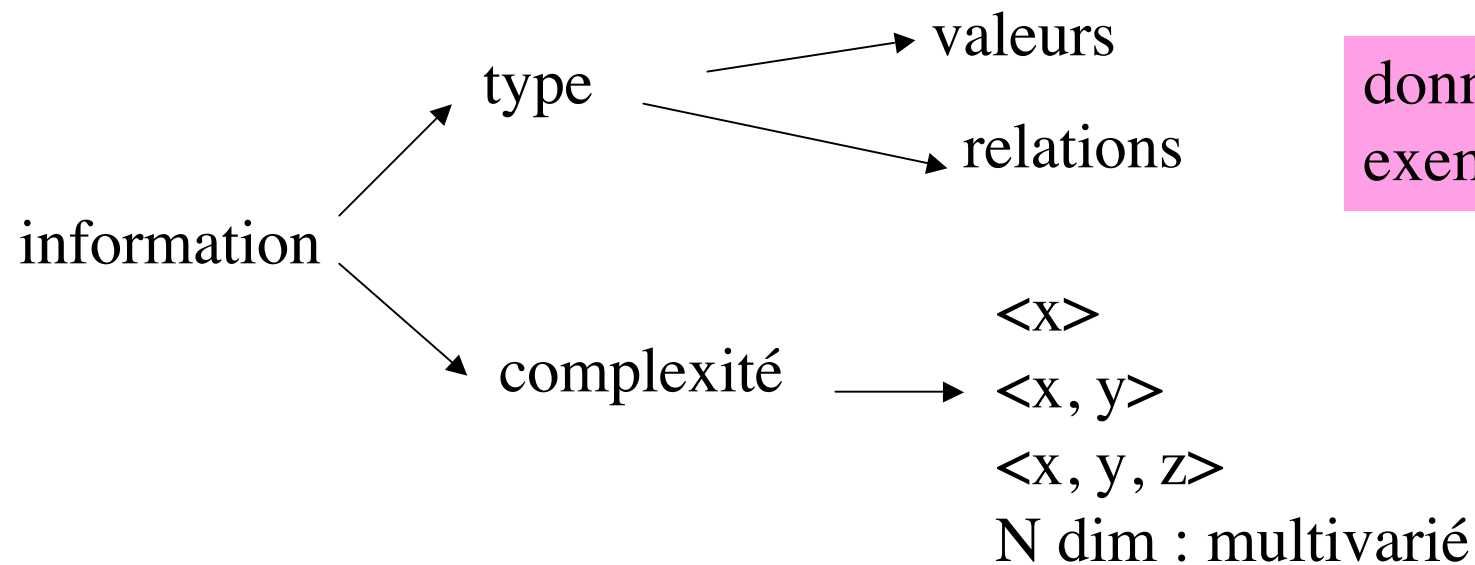 valeurs
type
relations
information
<x>
complexité
<x, y>
<x, y, z>
N dim : multivarié